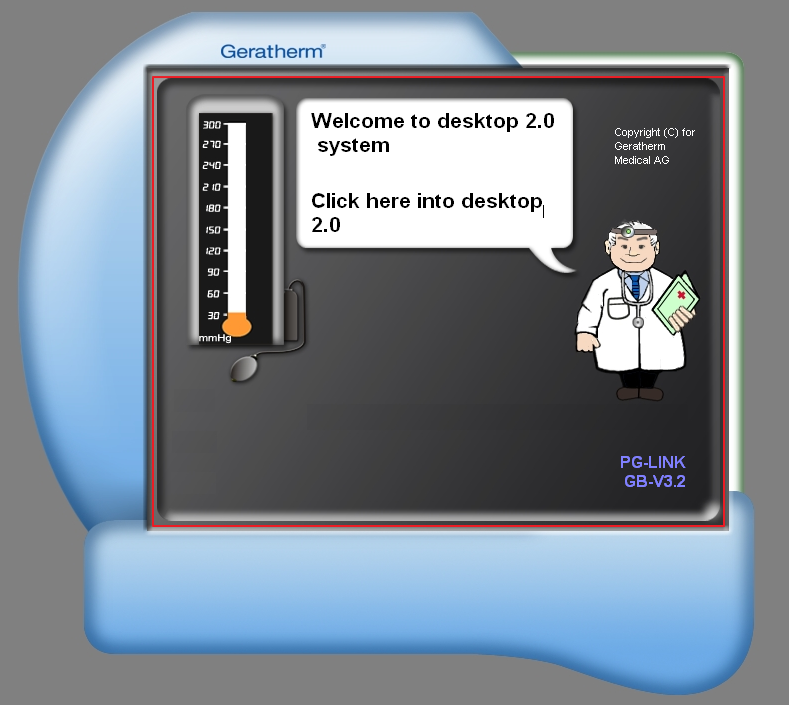 Geratherm®
Welcome to desktop 2.0
system
Click here into desktop
2.0
Copyright (C) for
Geratherm
Medical AG
300
270
240
210
180
150
120
90
60
30
mmHg
PG-LINK
GB-V3.2